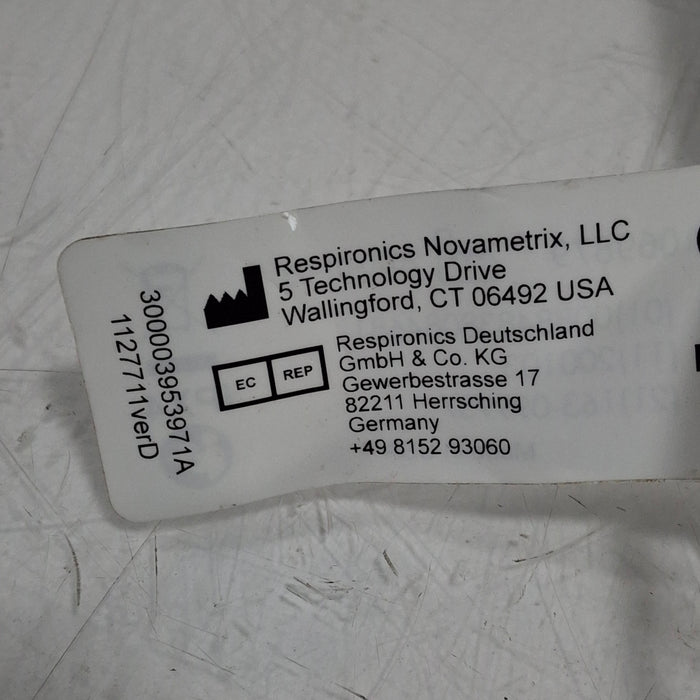 Respironics Novametrix, LLC
5 Technology Drive
Wallingford, CT 06492 USA
EC REP
Respironics Deutschland
GmbH & Co. KG
Gewerbestrasse 17
82211 Herrsching
Germany
+49 8152 93060
300003953971A
1127711verD